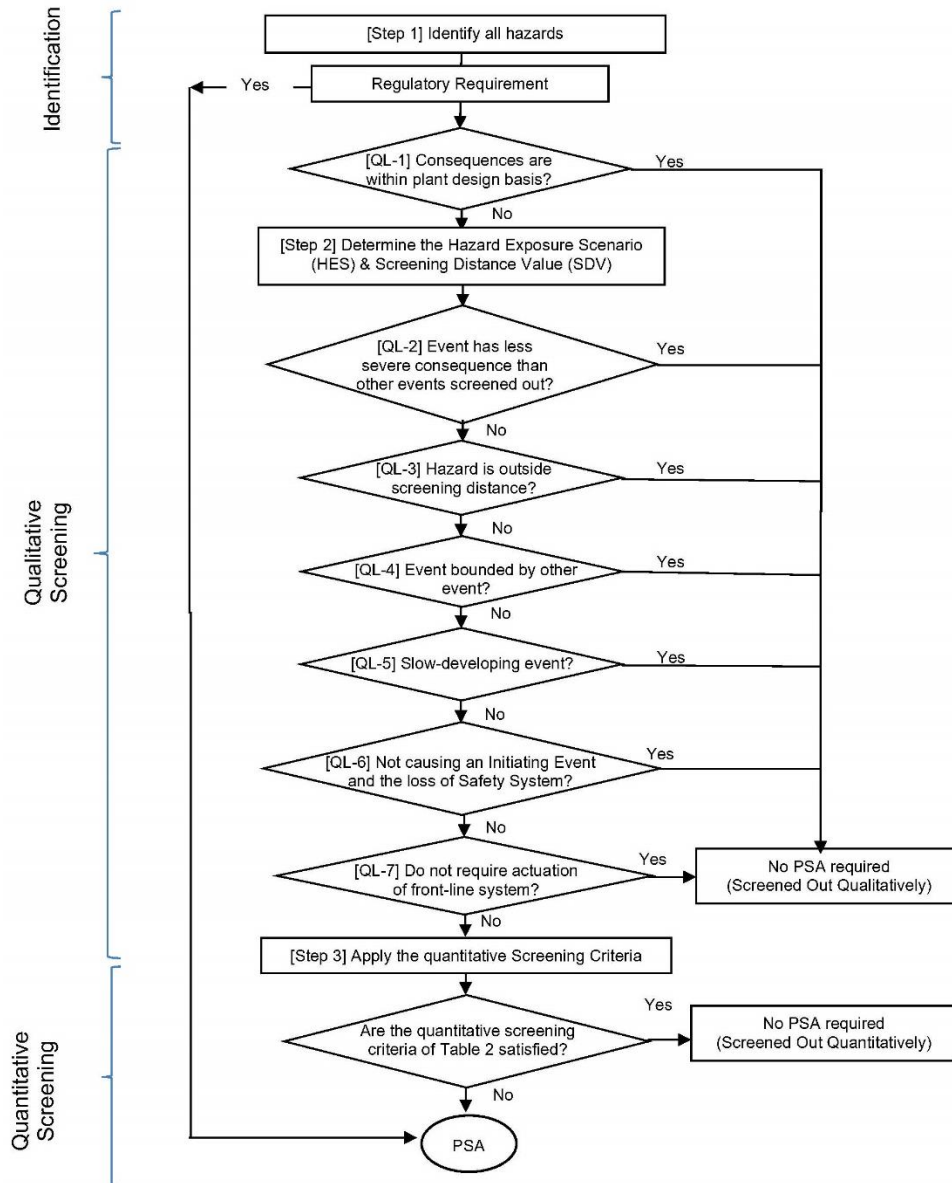 Identification
[Step 1] Identify all hazards
Yes
Regulatory Requirement
[QL-1] Consequences are
within plant design basis?
Yes
No
[Step 2] Determine the Hazard Exposure Scenario
(HES) & Screening Distance Value (SDV)
Qualitative
Screening
[QL-2] Event has less
severe consequence than
other events screened out?
Yes
No
[QL-3] Hazard is outside
screening distance?
Yes
No
[QL-4] Event bounded by other
event?
Yes
No
[QL-5] Slow-developing event?
Yes
No
[QL-6] Not causing an Initiating Event
and the loss of Safety System?
Yes
No
[QL-7] Do not require actuation
of front-line system?
Yes
No PSA required
(Screened Out Qualitatively)
No
[Step 3] Apply the quantitative Screening Criteria
Quantitative
Screening
Are the quantitative screening
criteria of Table 2 satisfied?
Yes
No PSA required
(Screened Out Quantitatively)
No
PSA